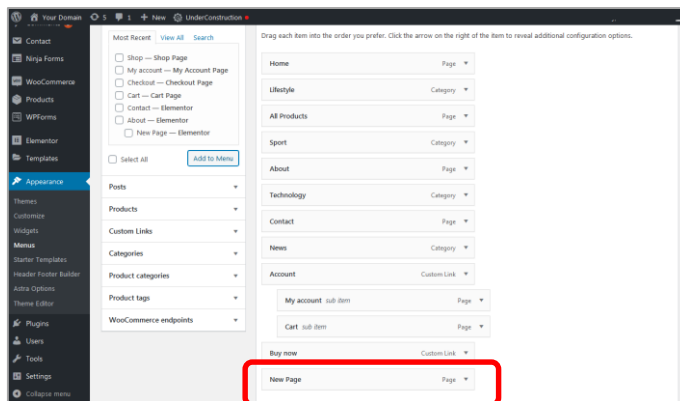 Your Domain 5 1 + New UnderConstruction
Contact
Ninja Forms
WooCommerce
Products
WPForms
Elementor
Templates
Appearance
Themes
Customize
Widgets
Menus
Starter Templates
Header Footer Builder
Astra Options
Theme Editor
Plugins
Users
Tools
Settings
Collapse menu
Most Recent View All Search
Shop — Shop Page
My account — My Account Page
Checkout — Checkout Page
Cart — Cart Page
Contact — Elementor
About — Elementor
New Page — Elementor
Select All Add to Menu
Posts
Products
Custom Links
Categories
Product categories
Product tags
WooCommerce endpoints
Drag each item into the order you prefer. Click the arrow on the right of the item to reveal additional configuration options.
Home Page
Lifestyle Category
All Products Page
Sport Category
About Page
Technology Category
Contact Page
News Category
Account Custom Link
My account sub item Page
Cart sub item Page
Buy now Custom Link
New Page Page